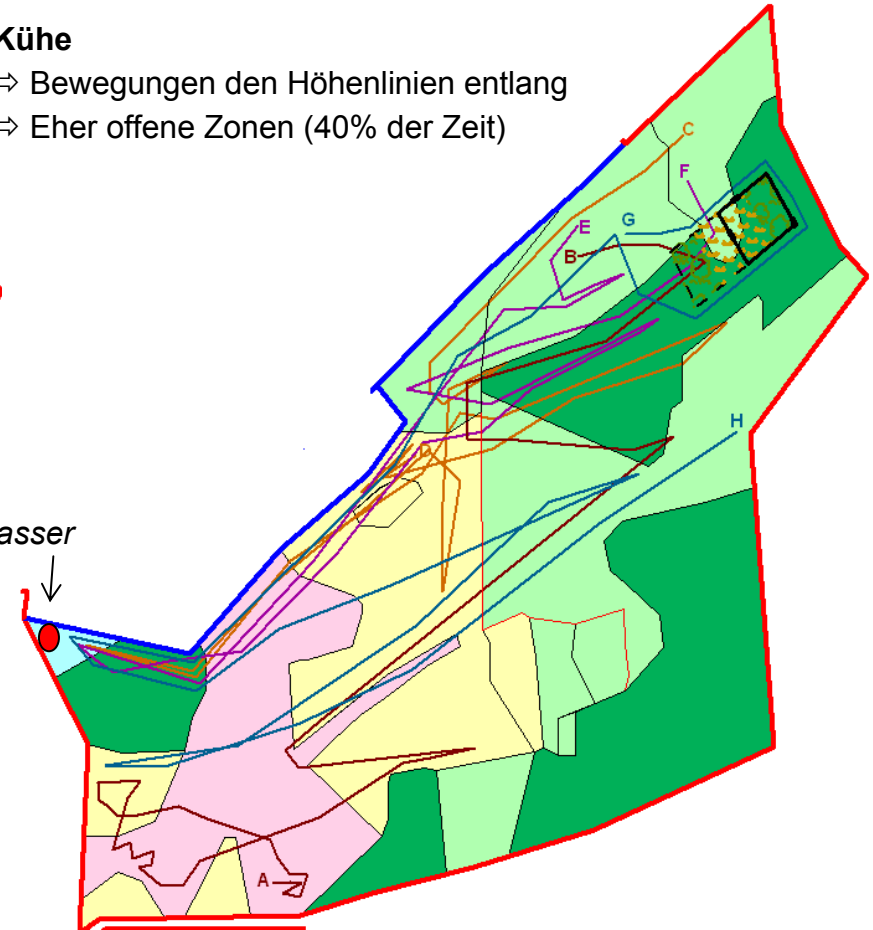 Kühe
⇨ Bewegungen den Höhenlinien entlang
⇨ Eher offene Zonen (40% der Zeit)
C
F
G
E
B
H
D
asser
A